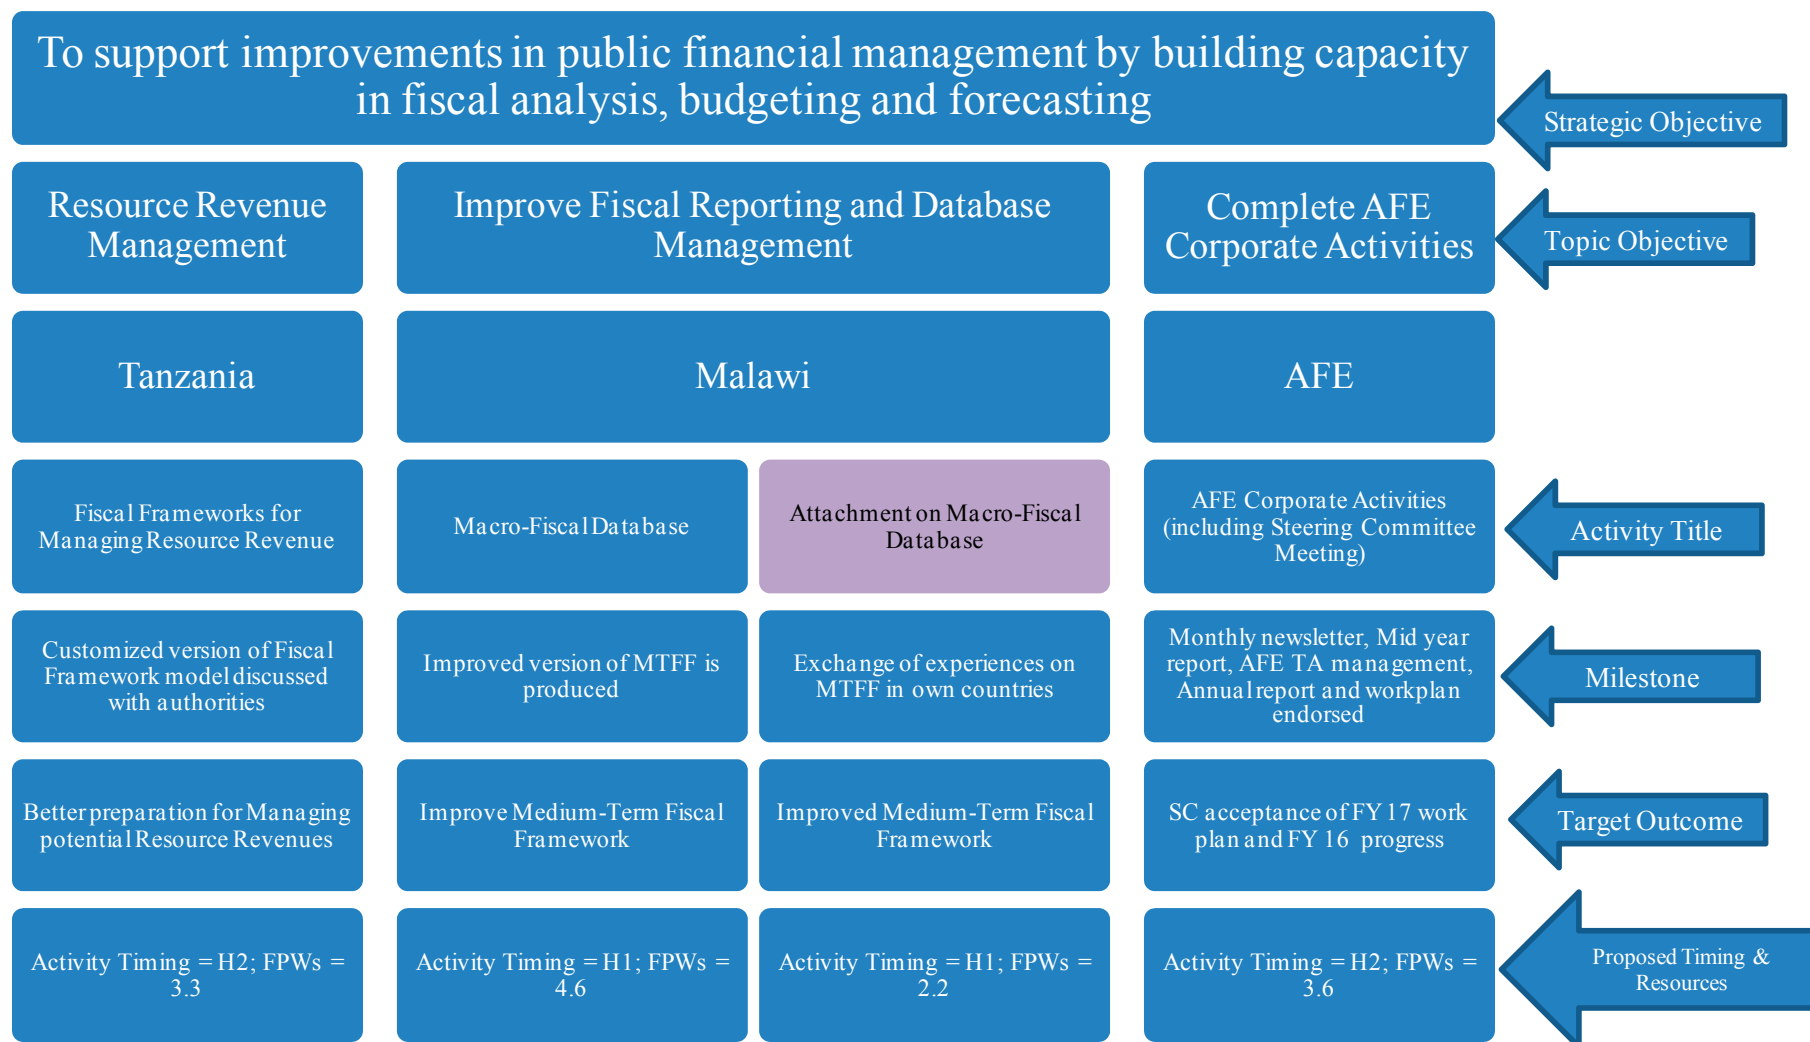 To support improvements in public financial management by building capacity
in fiscal analysis, budgeting and forecasting
Strategic Objective
Resource Revenue
Management
Improve Fiscal Reporting and Database
Management
Complete AFE
Corporate Activities
Topic Objective
Tanzania
Malawi
AFE
Fiscal Frameworks for
Managing Resource Revenue
Macro-Fiscal Database
Attachment on Macro-Fiscal
Database
AFE Corporate Activities
(including Steering Committee
Meeting)
Activity Title
Customized version of Fiscal
Framework model discussed
with authorities
Improved version of MTFF is
produced
Exchange of experiences on
MTFF in own countries
Monthly newsletter, Mid year
report, AFE TA management,
Annual report and workplan
endorsed
Milestone
Better preparation for Managing
potential Resource Revenues
Improve Medium-Term Fiscal
Framework
Improved Medium-Term Fiscal
Framework
SC acceptance of FY 17 work
plan and FY 16 progress
Target Outcome
Activity Timing = H2; FPWs =
3.3
Activity Timing = H1; FPWs =
4.6
Activity Timing = H1; FPWs =
2.2
Activity Timing = H2; FPWs =
3.6
Proposed Timing &
Resources